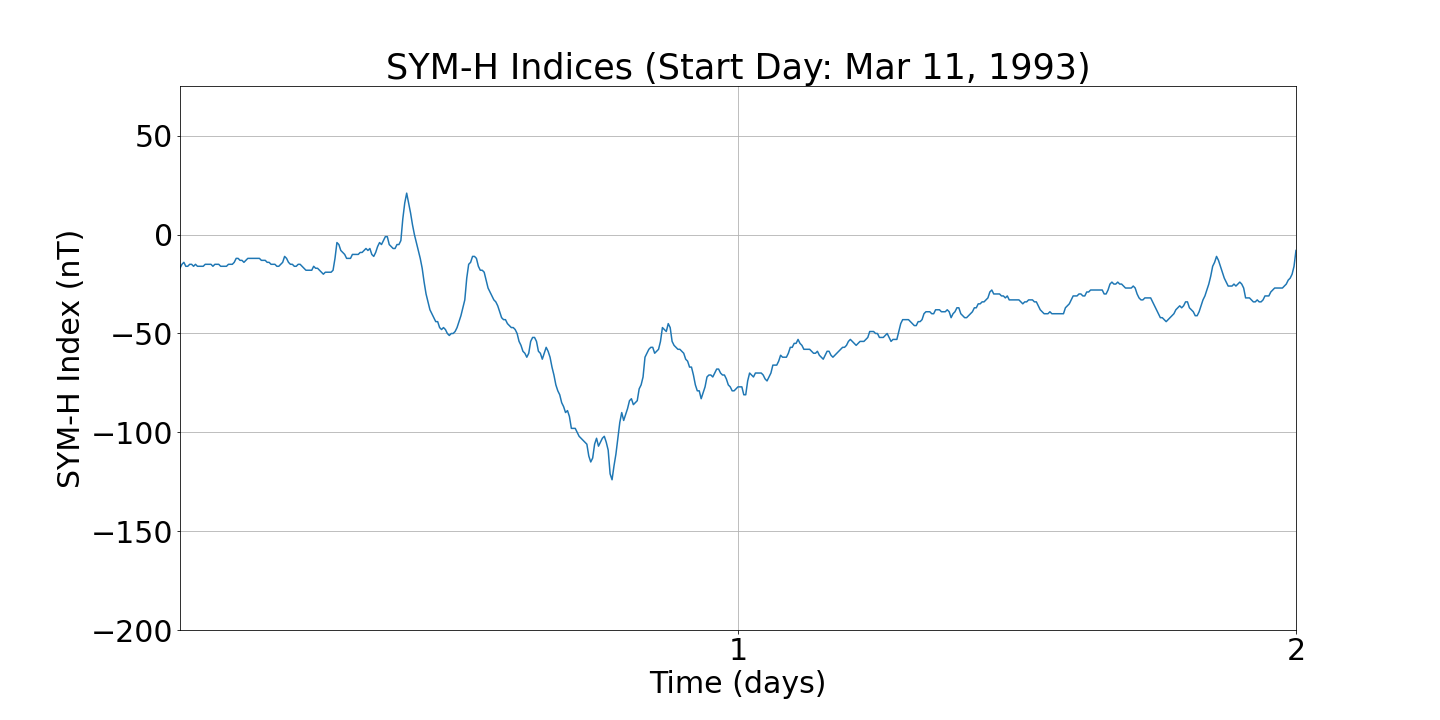 SYM-H Indices (Start Day: Mar 11, 1993)
50
0
−50
−100
−150
−200
SYM-H Index (nT)
1
2
Time (days)